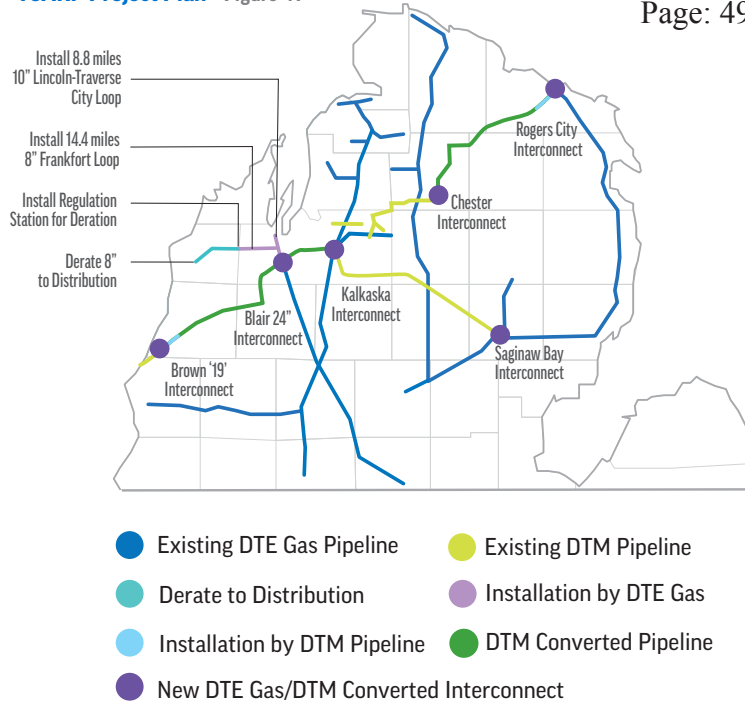 Page: 49
Install 8.8 miles
10” Lincoln-Traverse
City Loop
Install 14.4 miles
8” Frankfort Loop
Install Regulation
Station for Deration
Derate 8”
to Distribution
Rogers City
Interconnect
Chester
Interconnect
Kalkaska
Interconnect
Blair 24”
Interconnect
Saginaw Bay
Interconnect
Brown ‘19’
Interconnect
Existing DTE Gas Pipeline
Existing DTM Pipeline
Derate to Distribution
Installation by DTE Gas
Installation by DTM Pipeline
DTM Converted Pipeline
New DTE Gas/DTM Converted Interconnect